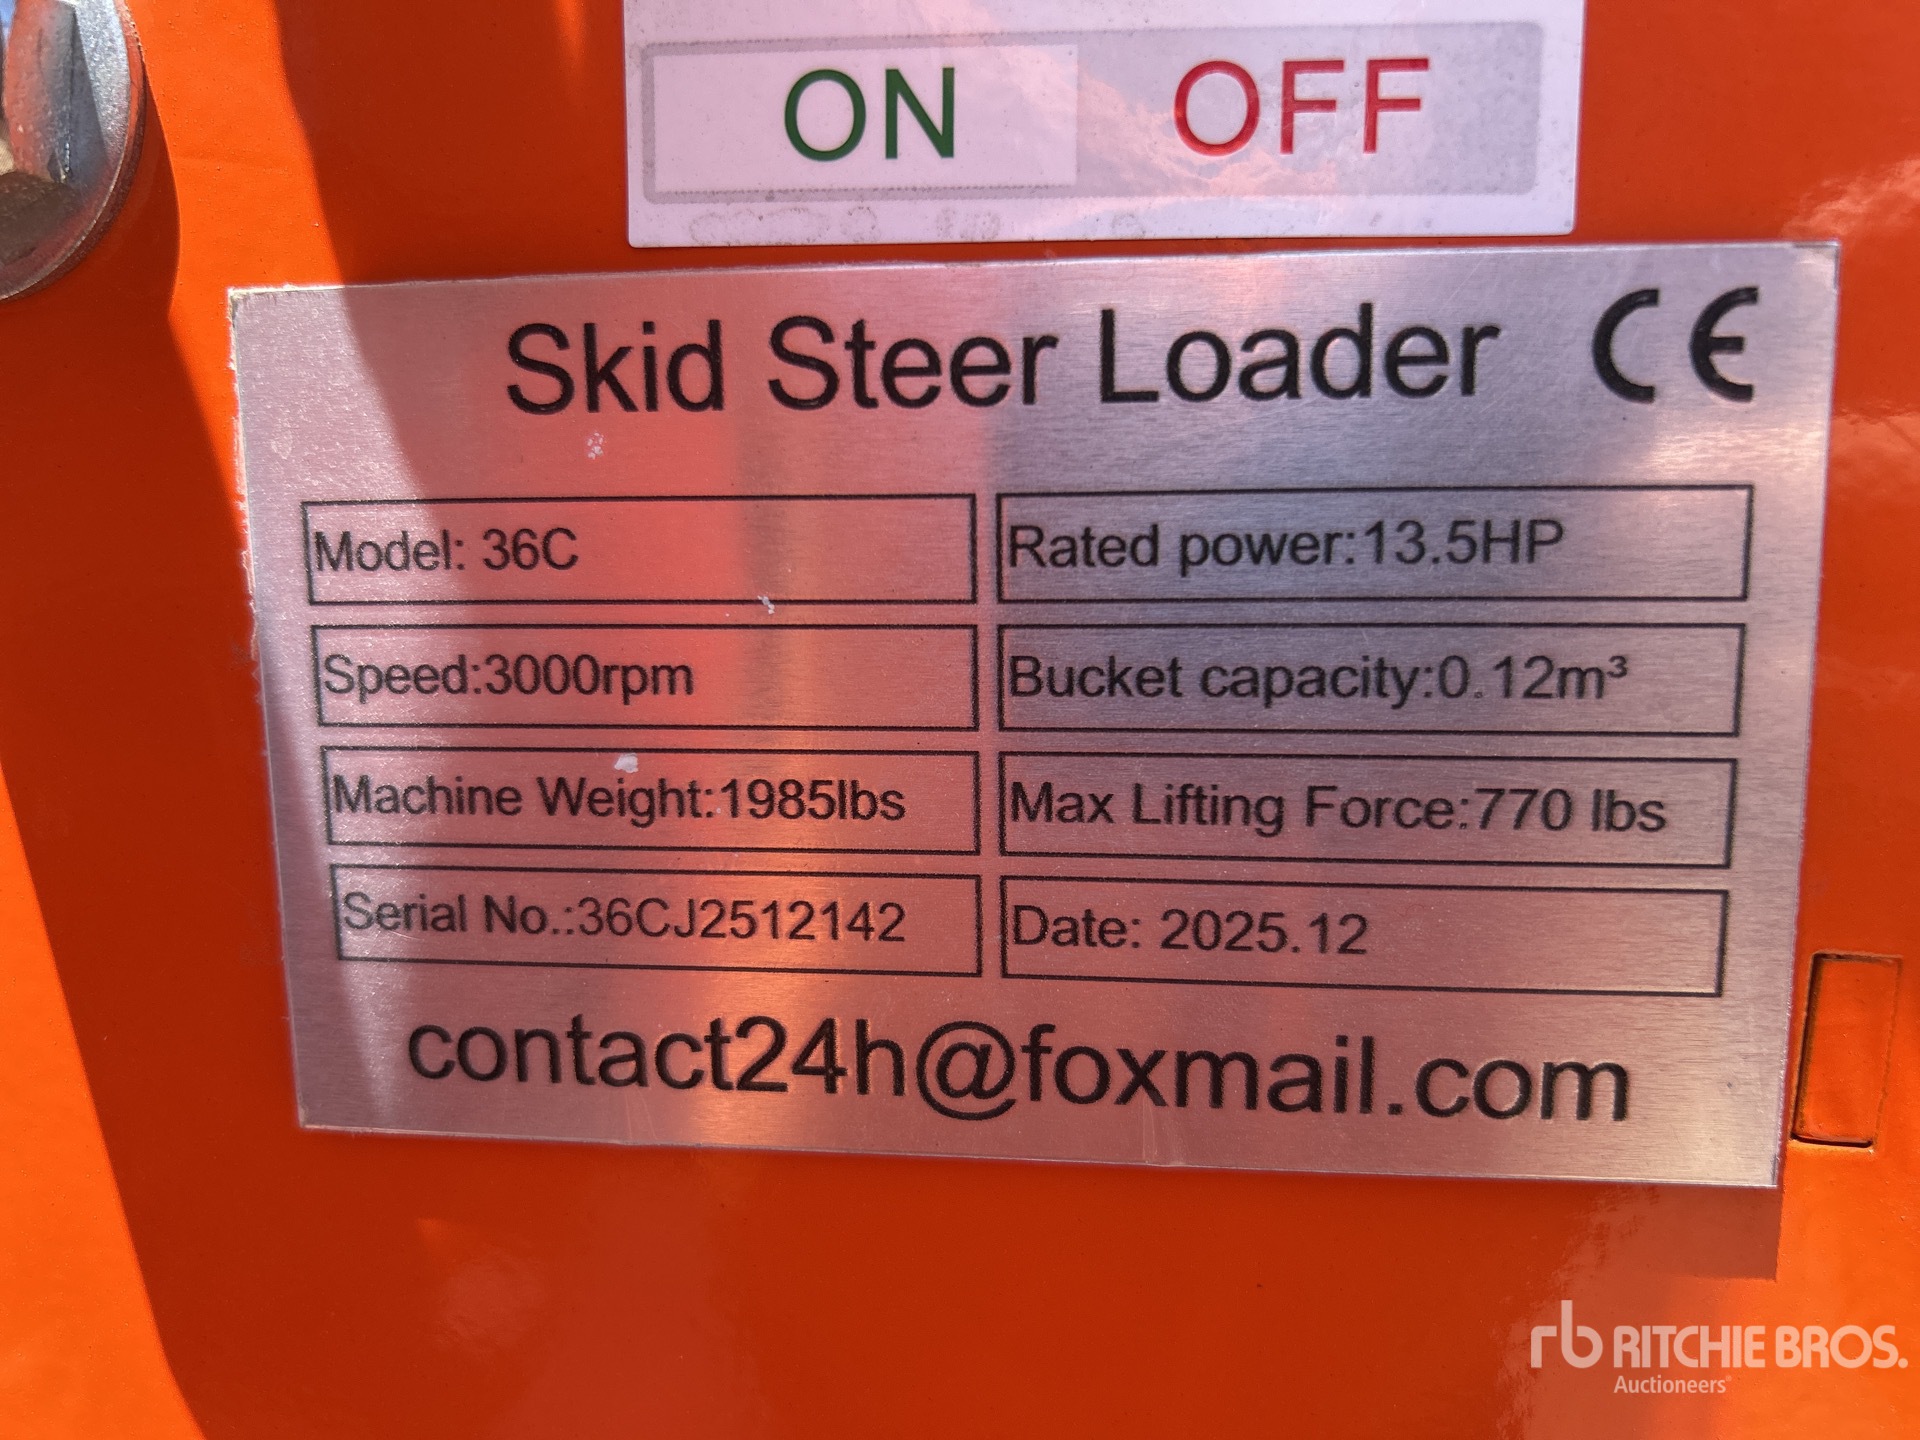 ON OFF
Skid Steer Loader CE
Model: 36C
Rated power:13.5HP
Speed:3000rpm
Bucket capacity:0.12m³
Machine Weight:1985lbs
Max Lifting Force:770 lbs
Serial No.:36CJ2512142
Date: 2025.12
contact24h@foxmail.com
rb RITCHIE BROS.
Auctioneers